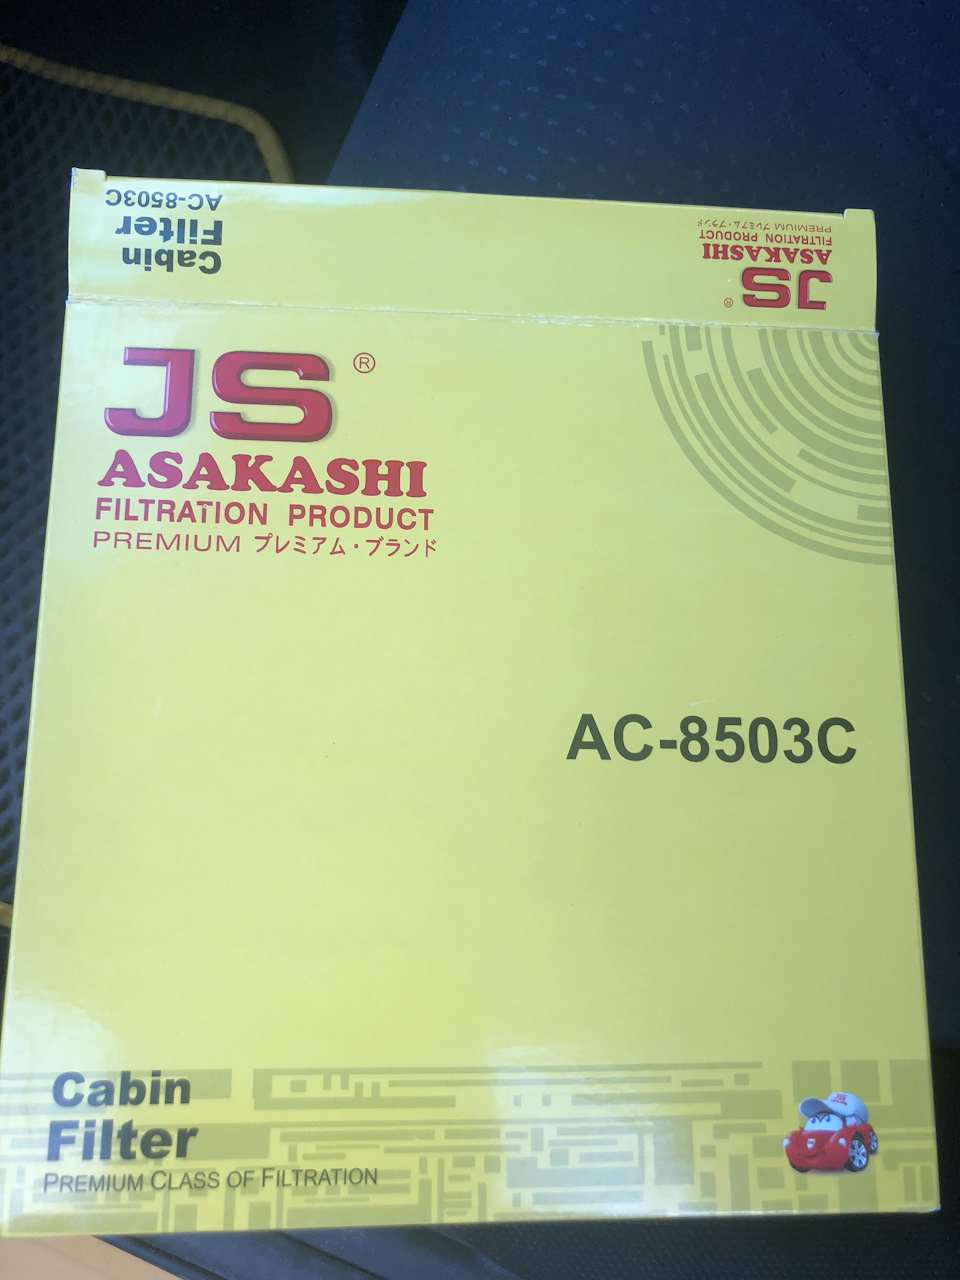 AC-8503C
Filter
Cabin
PREMIUM プレミアム・ブランド
FILTRATION PRODUCT
ASAKASHI
JS ®
JS ®
ASAKASHI
FILTRATION PRODUCT
PREMIUM プレミアム・ブランド
AC-8503C
Cabin
Filter
PREMIUM CLASS OF FILTRATION
JS